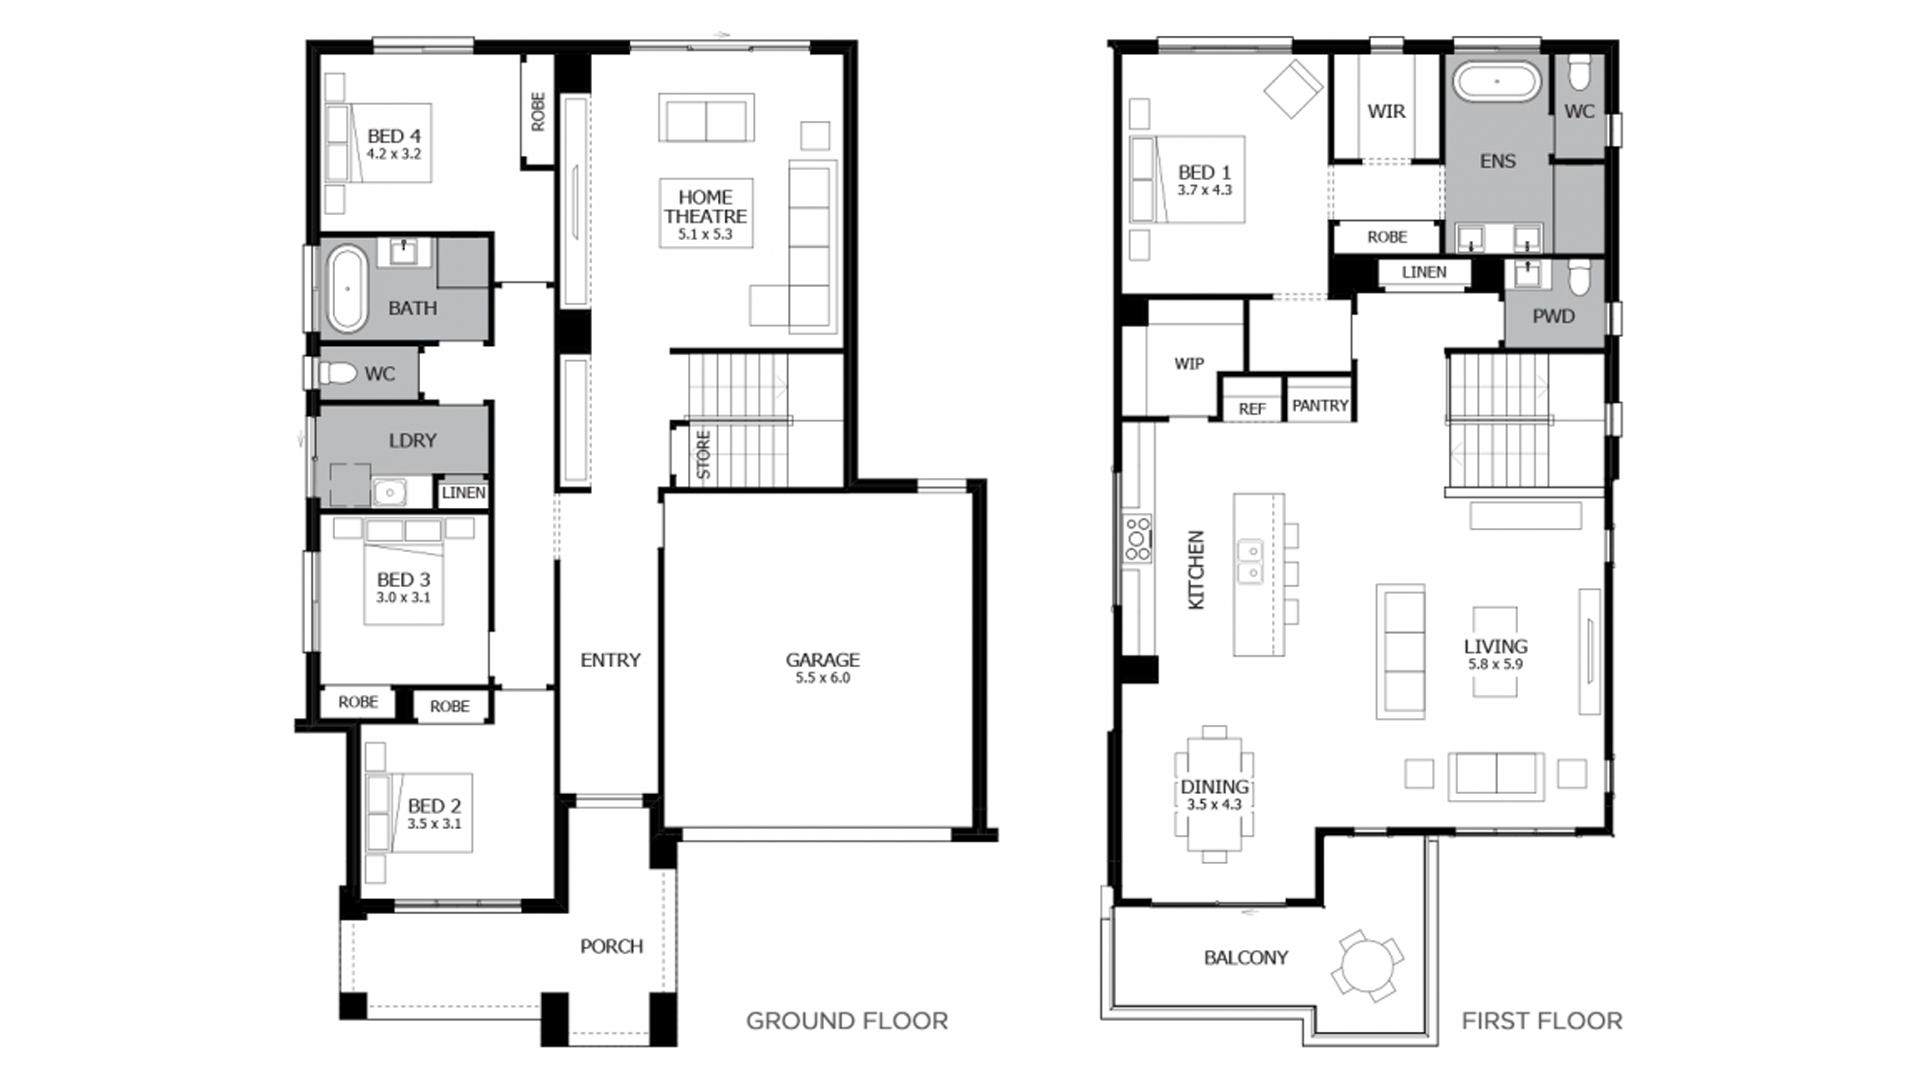 ROBE
BED 4
4.2 x 3.2
HOME
THEATRE
5.1 x 5.3
BATH
WC
LDRY
LINEN
STORE
BED 3
3.0 x 3.1
ENTRY
GARAGE
5.5 x 6.0
ROBE
ROBE
BED 2
3.5 x 3.1
PORCH
GROUND FLOOR
WIR
WC
BED 1
3.7 x 4.3
ENS
ROBE
LINEN
PWD
WIP
REF
PANTRY
KITCHEN
LIVING
5.8 x 5.9
DINING
3.5 x 4.3
BALCONY
FIRST FLOOR